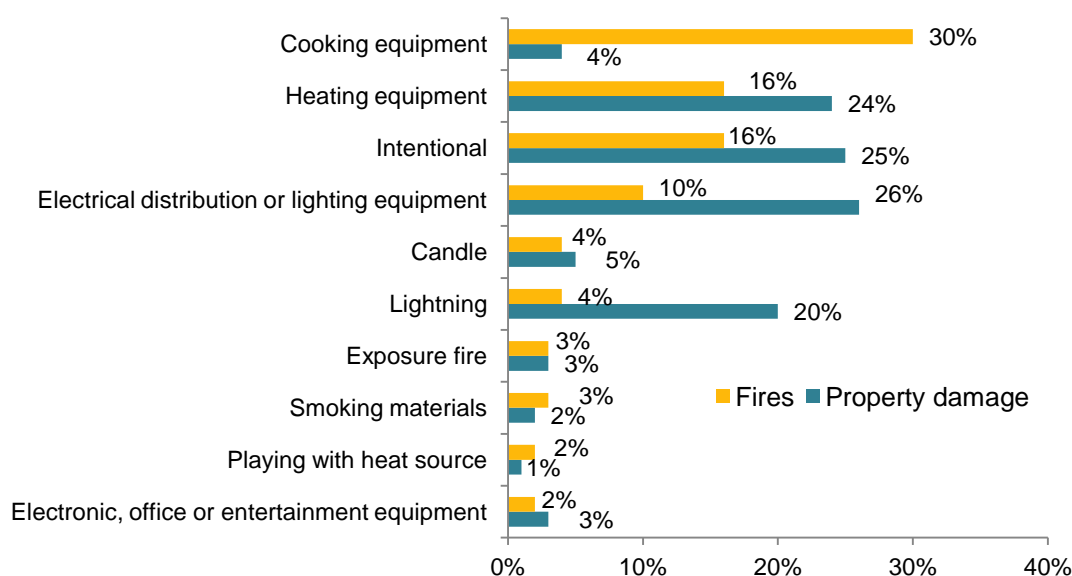 Cooking equipment
30%
4%
Heating equipment
16%
24%
Intentional
16%
25%
Electrical distribution or lighting equipment
10%
26%
Candle
4%
5%
Lightning
4%
20%
Exposure fire
3%
3%
Smoking materials
3%
2%
Fires Property damage
Playing with heat source
2%
1%
Electronic, office or entertainment equipment
2%
3%
0% 10% 20% 30% 40%